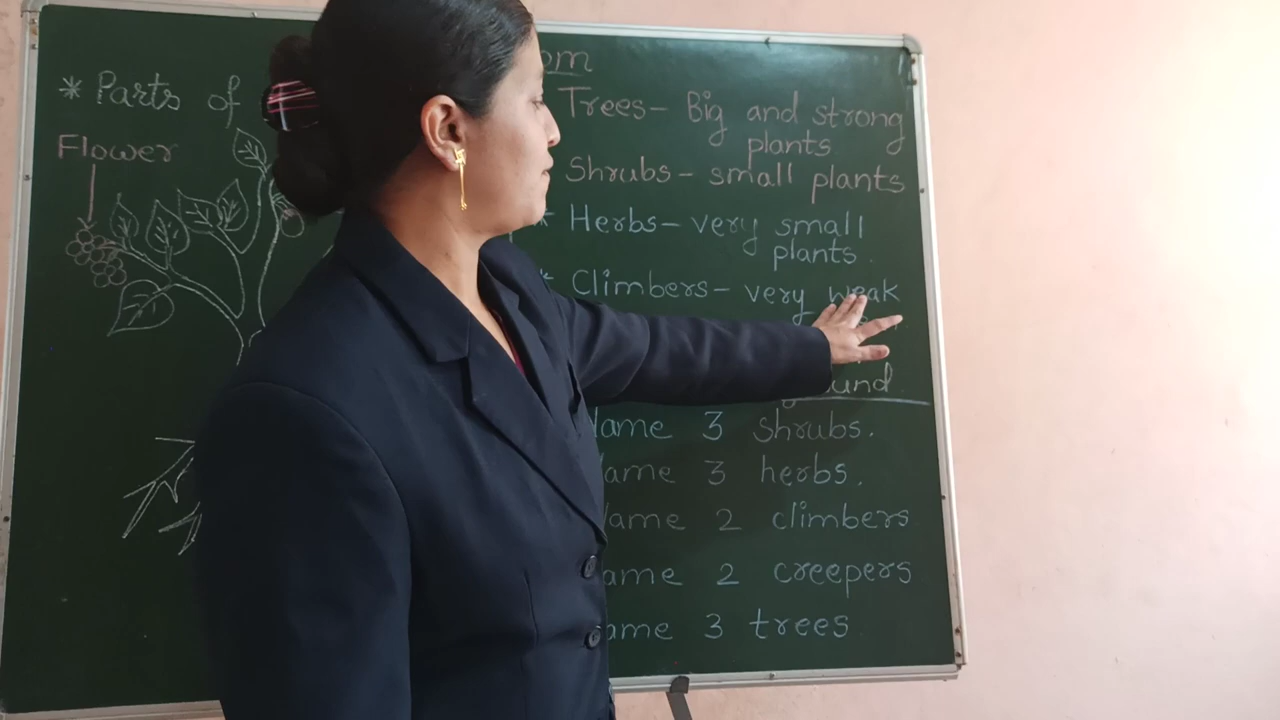 * Parts of
Flower
om
Trees- Big and strong
plants
Shrubs- small plants
* Herbs- very small
plants.
* Climbers- very weak
und
ame 3 shrubs.
ame 3 herbs.
ame 2 climbers
ame 2 creepers
ame 3 trees